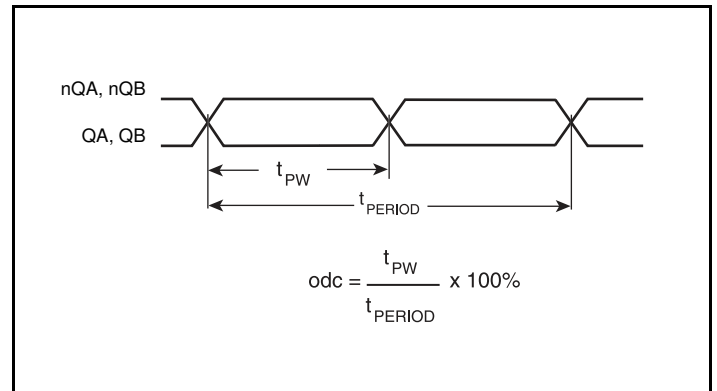 nQA, nQB
QA, QB
tPW
tPERIOD
odc = tPW / tPERIOD x 100%